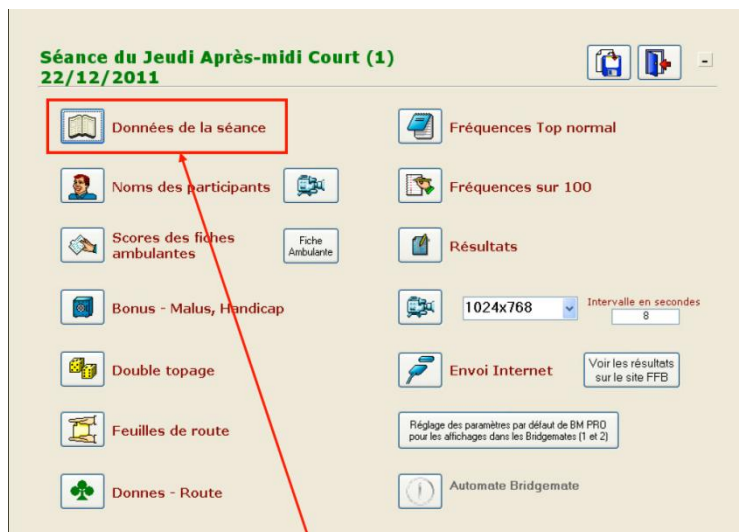 Séance du Jeudi Après-midi Court (1)
22/12/2011
-
Données de la séance
Noms des participants
Scores des fiches
ambulantes
Fiche
Ambulante
Bonus - Malus, Handicap
Double topage
Feuilles de route
Donnes - Route
Fréquences Top normal
Fréquences sur 100
Résultats
1024x768
Intervalle en secondes
8
Envoi Internet
Voir les résultats
sur le site FFB
Réglage des paramètres par défaut de BM PRO
pour les affichages dans les Bridgemates (1 et 2)
Automate Bridgemate